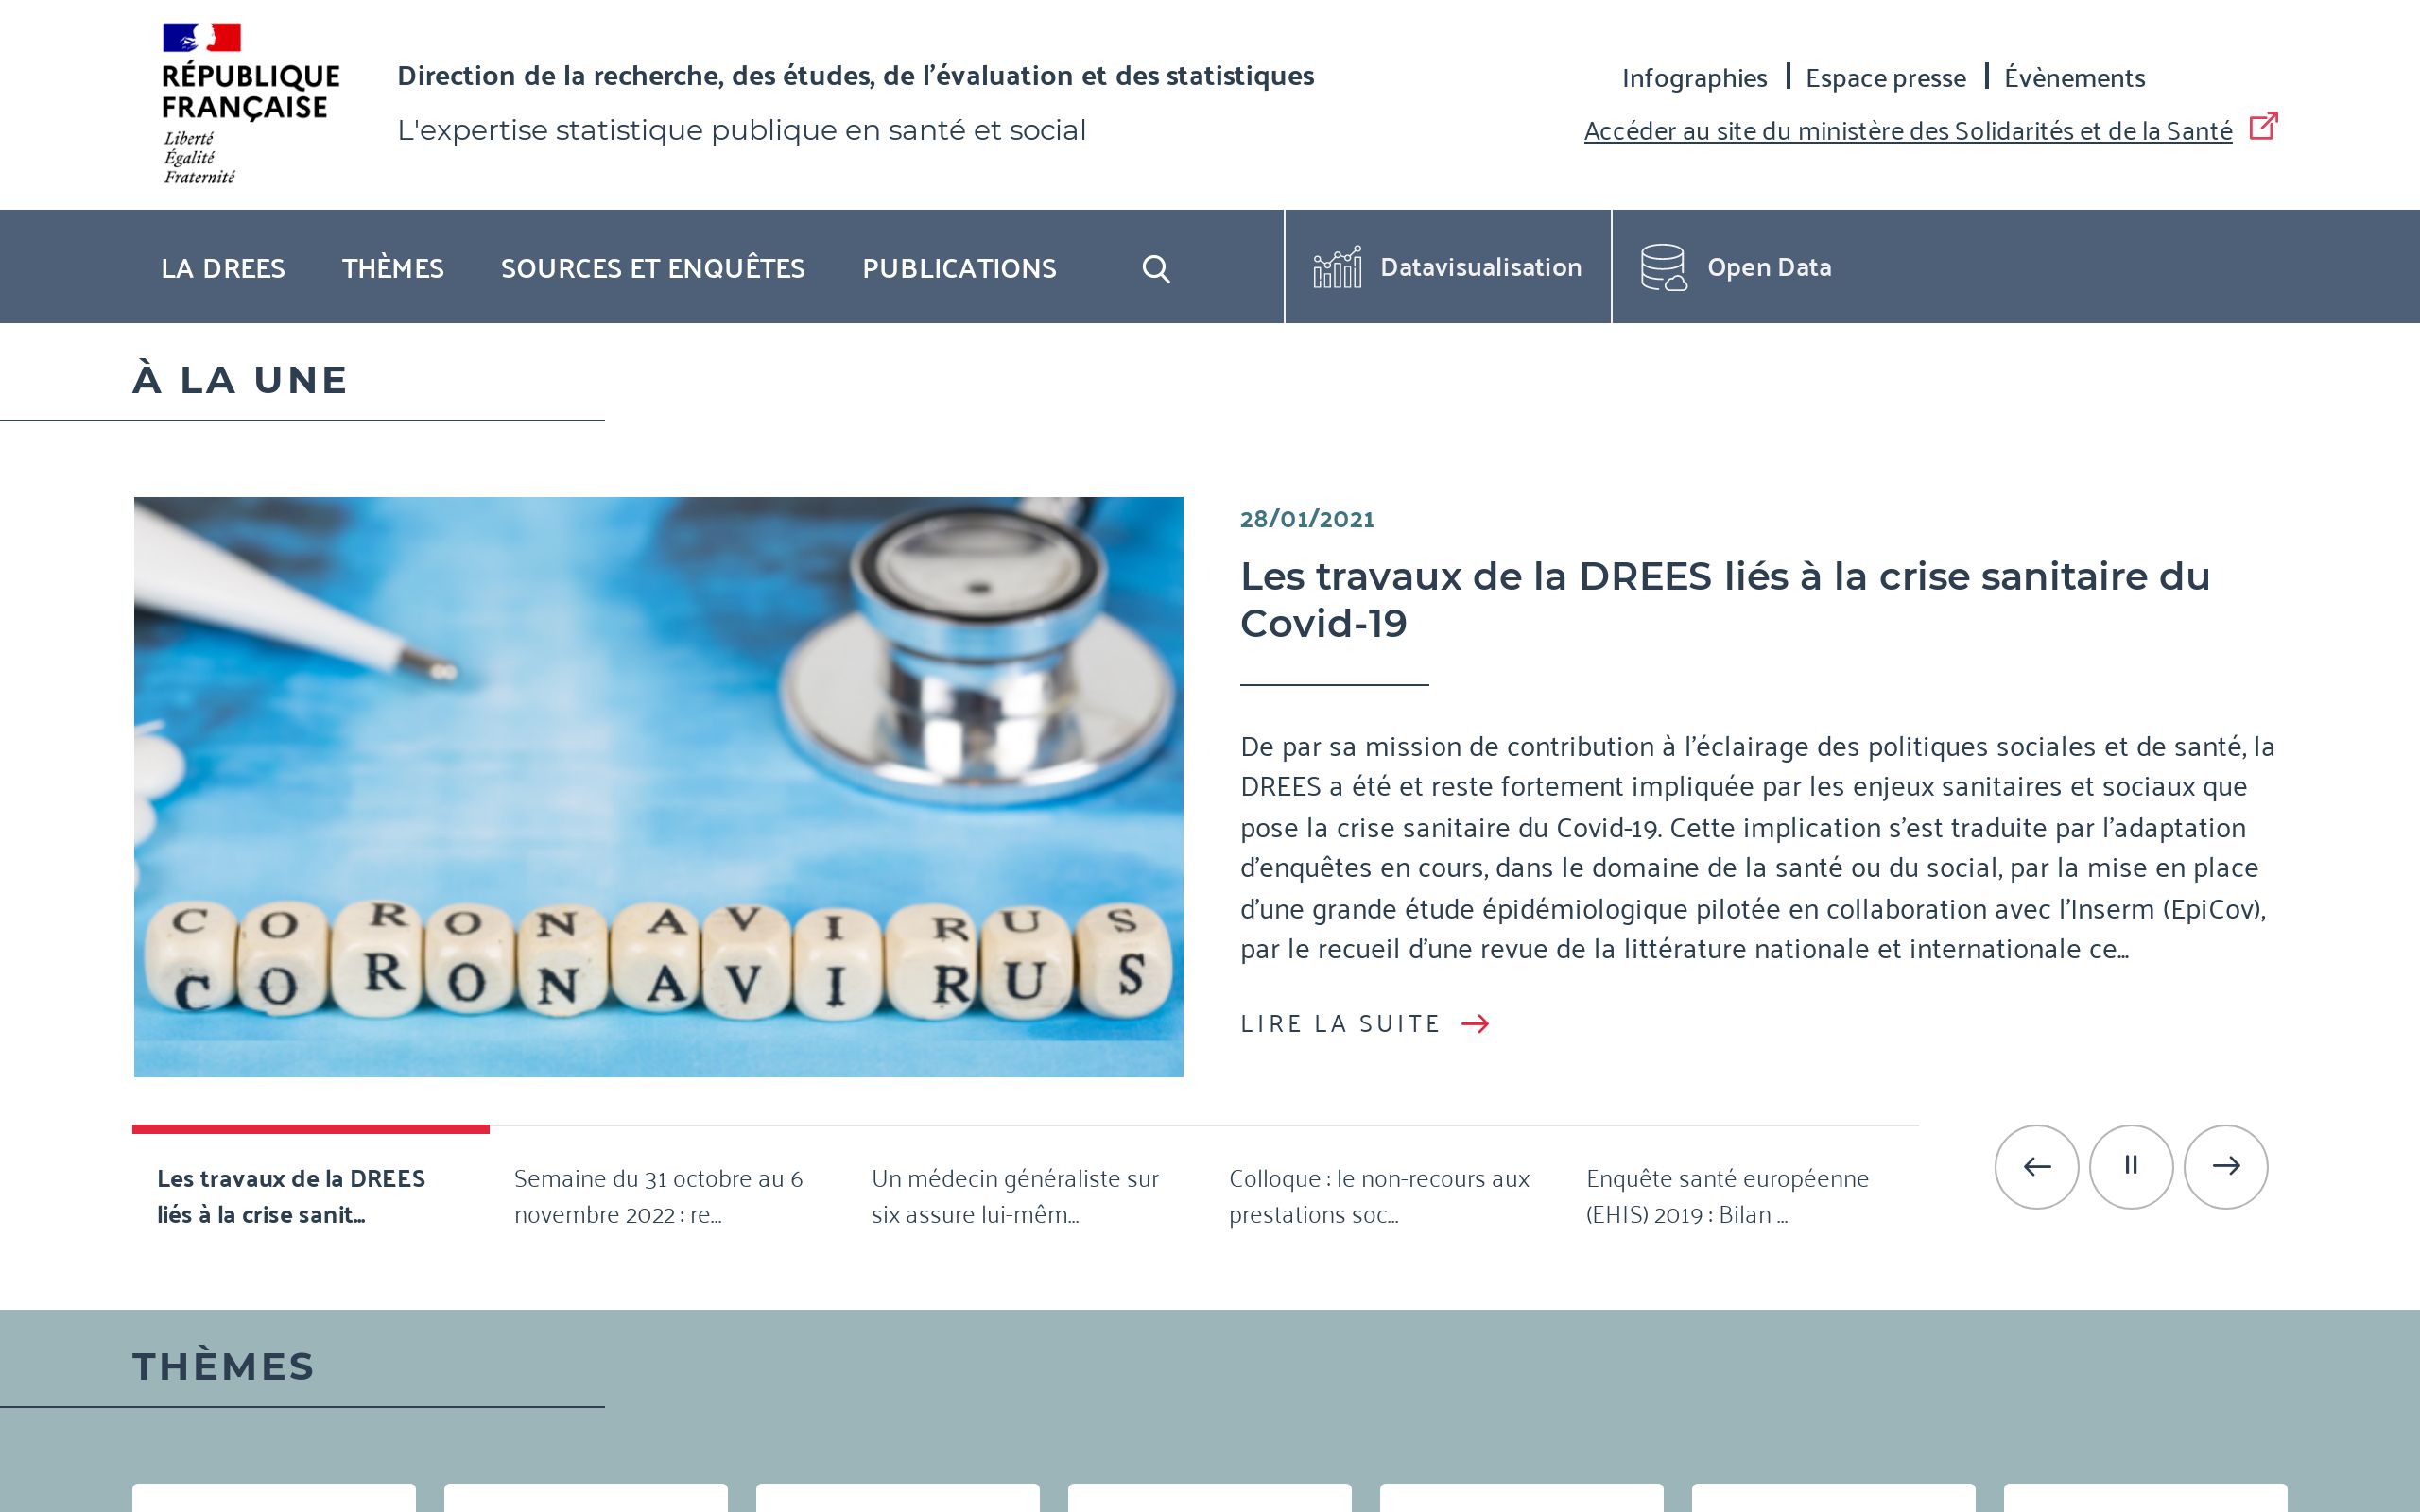 RÉPUBLIQUE
FRANÇAISE
Liberté
Égalité
Fraternité
Direction de la recherche, des études, de l’évaluation et des statistiques
L'expertise statistique publique en santé et social
Infographies
Espace presse
Évènements
Accéder au site du ministère des Solidarités et de la Santé
LA DREES
THÈMES
SOURCES ET ENQUÊTES
PUBLICATIONS
Datavisualisation
Open Data
À LA UNE
CORONAVIRUS
CORONAVIRUS
28/01/2021
Les travaux de la DREES liés à la crise sanitaire du
Covid-19
De par sa mission de contribution à l’éclairage des politiques sociales et de santé, la
DREES a été et reste fortement impliquée par les enjeux sanitaires et sociaux que
pose la crise sanitaire du Covid-19. Cette implication s’est traduite par l’adaptation
d’enquêtes en cours, dans le domaine de la santé ou du social, par la mise en place
d’une grande étude épidémiologique pilotée en collaboration avec l’Inserm (EpiCov),
par le recueil d’une revue de la littérature nationale et internationale ce...
LIRE LA SUITE
Les travaux de la DREES
liés à la crise sanit...
Semaine du 31 octobre au 6
novembre 2022 : re...
Un médecin généraliste sur
six assure lui-mêm...
Colloque : le non-recours aux
prestations soc...
Enquête santé européenne
(EHIS) 2019 : Bilan ...
THÈMES